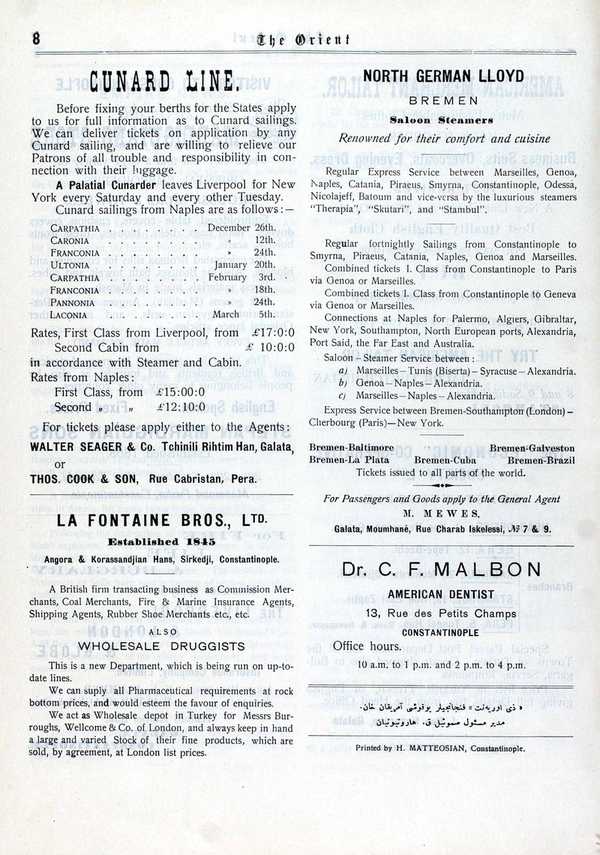 8
The Orient
CUNARD LINE.
Before fixing your berths for the States apply
to us for full information as to Cunard sailings.
We can deliver tickets on application by any
Cunard sailing, and are willing to relieve our
Patrons of all trouble and responsibility in con-
nection with their luggage.
A Palatial Cunarder leaves Liverpool for New
York every Saturday and every other Tuesday.
Cunard sailings from Naples are as follows:—
CARPATHIA . . . . . . . December 26th.
CARONIA . . . . . . . „ 12th.
FRANCONIA . . . . . . . „ 24th.
ULTONIA . . . . . . . January 20th.
CARPATHIA . . . . . . . February 3rd.
FRANCONIA . . . . . . . „ 18th.
PANNONIA . . . . . . . „ 24th.
LACONIA . . . . . . . March 5th.
Rates, First Class from Liverpool, from £17:0:0
Second Cabin from £ 10:0:0
in accordance with Steamer and Cabin.
Rates from Naples:
First Class, from £15:00:0
Second „ „ £12:10:0
For tickets please apply either to the Agents:
WALTER SEAGER & Co. Tchinili Rihtim Han, Galata,
or
THOS. COOK & SON, Rue Cabristan, Pera.
LA FONTAINE BROS., LTD.
Established 1845
Angora & Korassandjian Hans, Sirkedji, Constantinople.
A British firm transacting business as Commission Mer-
chants, Coal Merchants, Fire & Marine Insurance Agents,
Shipping Agents, Rubber Shoe Merchants etc., etc.
ALSO
WHOLESALE DRUGGISTS
This is a new Department, which is being run on up-to-
date lines.
We can suply all Pharmaceutical requirements at rock
bottom prices, and would esteem the favour of enquiries.
We act as Wholesale depot in Turkey for Messrs Bur-
roughs, Wellcome & Co. of London, and always keep in hand
a large and varied Stock of their fine products, which are
sold, by agreement, at London list prices.
NORTH GERMAN LLOYD
BREMEN
Saloon Steamers
Renowned for their comfort and cuisine
Regular Express Service between Marseilles, Genoa,
Naples, Catania, Piraeus, Smyrna, Constantinople, Odessa,
Nicolajeff, Batoum and vice-versa by the luxurious steamers
“Therapia”, “Skutari”, and “Stambul”.
Regular fortnightly Sailings from Constantinople to
Smyrna, Piraeus, Catania, Naples, Genoa and Marseilles.
Combined tickets I. Class from Constantinople to Paris
via Genoa or Marseilles.
Combined tickets I. Class from Constantinople to Geneva
via Genoa or Marseilles.
Connections at Naples for Palermo, Algiers, Gibraltar,
New York, Southampton, North European ports, Alexandria,
Port Said, the Far East and Australia.
Saloon-Steamer Service between:
a) Marseilles—Tunis (Biserta)—Syracuse—Alexandria.
b) Genoa—Naples—Alexandria.
c) Marseilles—Naples—Alexandria.
Express Service between Bremen-Southampton (London)—
Cherbourg (Paris)—New York.
Bremen-Baltimore Bremen-Galveston
Bremen-La Plata Bremen-Cuba Bremen-Brazil
Tickets issued to all parts of the world.
For Passengers and Goods apply to the General Agent
M. MEWES.
Galata, Moumhané, Rue Charab Iskelessi, № 7 & 9.
Dr. C. F. MALBON
AMERICAN DENTIST
13, Rue des Petits Champs
CONSTANTINOPLE
Office hours.
10 a.m. to 1 p.m. and 2 p.m. to 4 p.m.
« ذى اوریه‌نت » فنجانجیلر یوقوشى آمریقان خان.
مدیر مسئول
Printed by H. MATTEOSIAN, Constantinople.